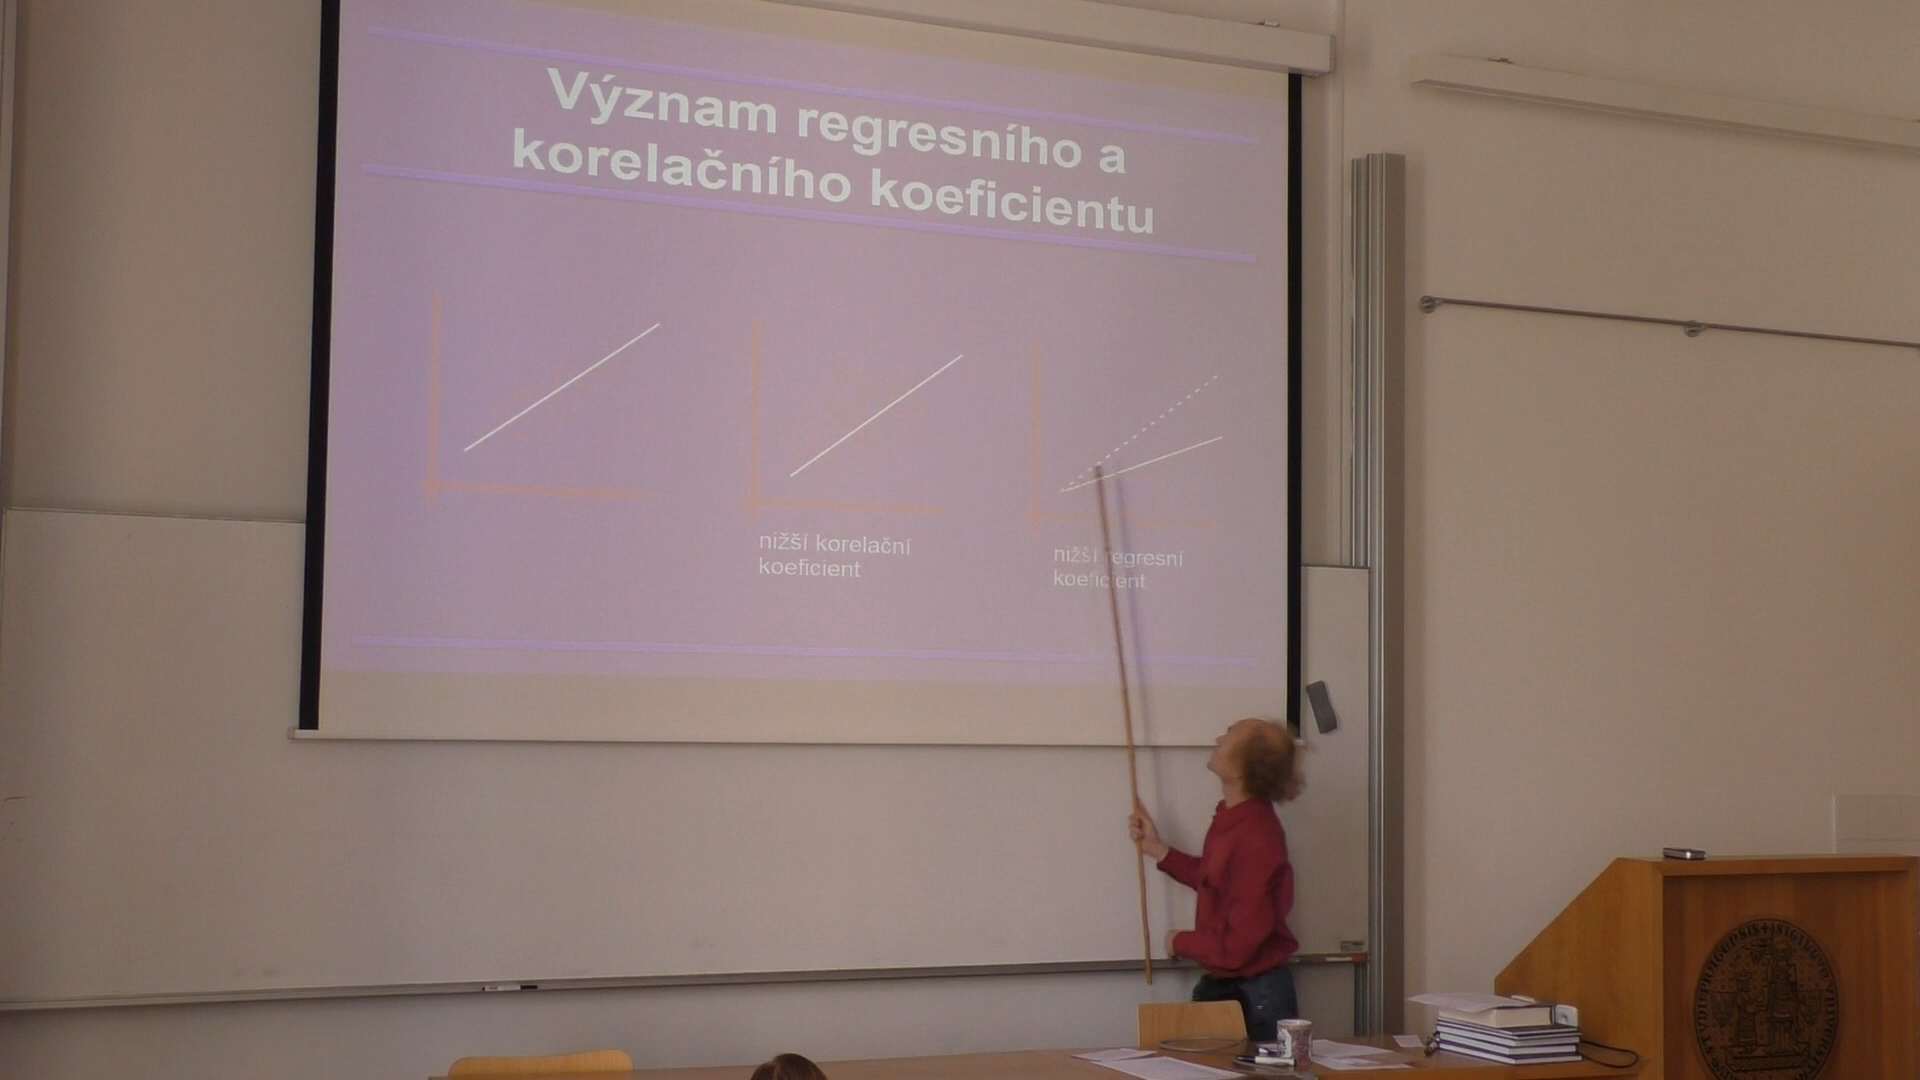 Význam regresního a
korelačního koeficientu
nižší korelační
koeficient
nižší regresní
koeficient